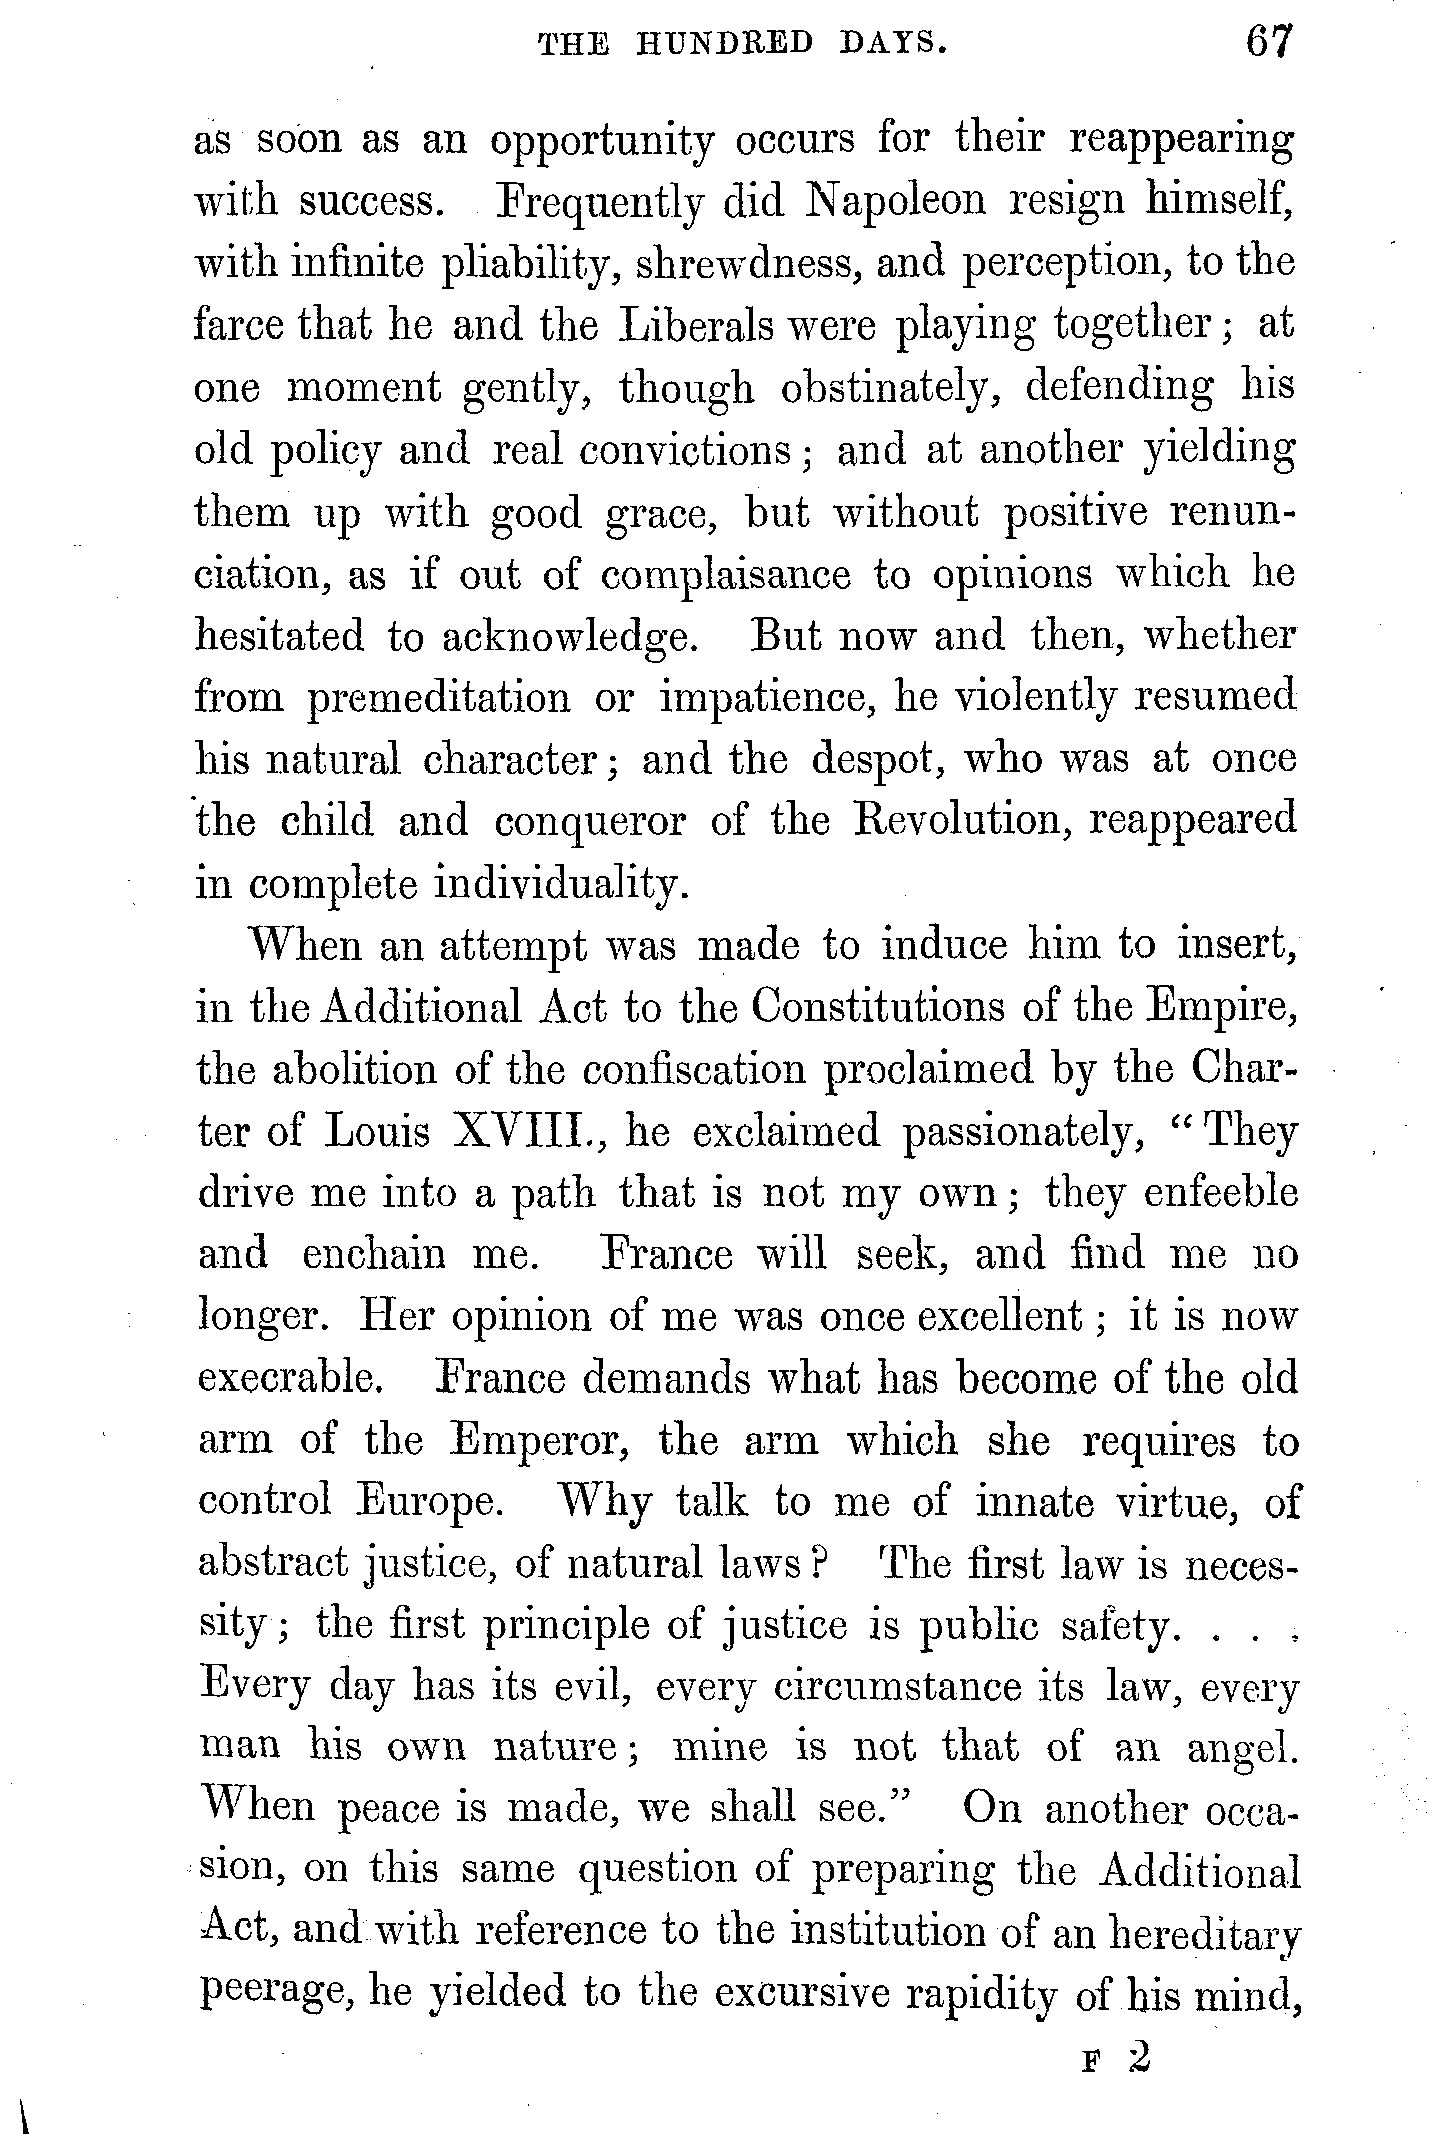 THE HUNDRED DAYS. 67
as soon as an opportunity occurs for their reappearing
with success. Frequently did Napoleon resign himself,
with infinite pliability, shrewdness, and perception, to the
farce that he and the Liberals were playing together; at
one moment gently, though obstinately, defending his
old policy and real convictions; and at another yielding
them up with good grace, but without positive renun-
ciation, as if out of complaisance to opinions which he
hesitated to acknowledge. But now and then, whether
from premeditation or impatience, he violently resumed
his natural character; and the despot, who was at once
the child and conqueror of the Revolution, reappeared
in complete individuality.
When an attempt was made to induce him to insert,
in the Additional Act to the Constitutions of the Empire,
the abolition of the confiscation proclaimed by the Char-
ter of Louis XVIII., he exclaimed passionately, “They
drive me into a path that is not my own; they enfeeble
and enchain me. France will seek, and find me no
longer. Her opinion of me was once excellent; it is now
execrable. France demands what has become of the old
arm of the Emperor, the arm which she requires to
control Europe. Why talk to me of innate virtue, of
abstract justice, of natural laws? The first law is neces-
sity; the first principle of justice is public safety. . . .
Every day has its evil, every circumstance its law, every
man his own nature; mine is not that of an angel.
When peace is made, we shall see.” On another occa-
sion, on this same question of preparing the Additional
Act, and with reference to the institution of an hereditary
peerage, he yielded to the excursive rapidity of his mind,
F 2